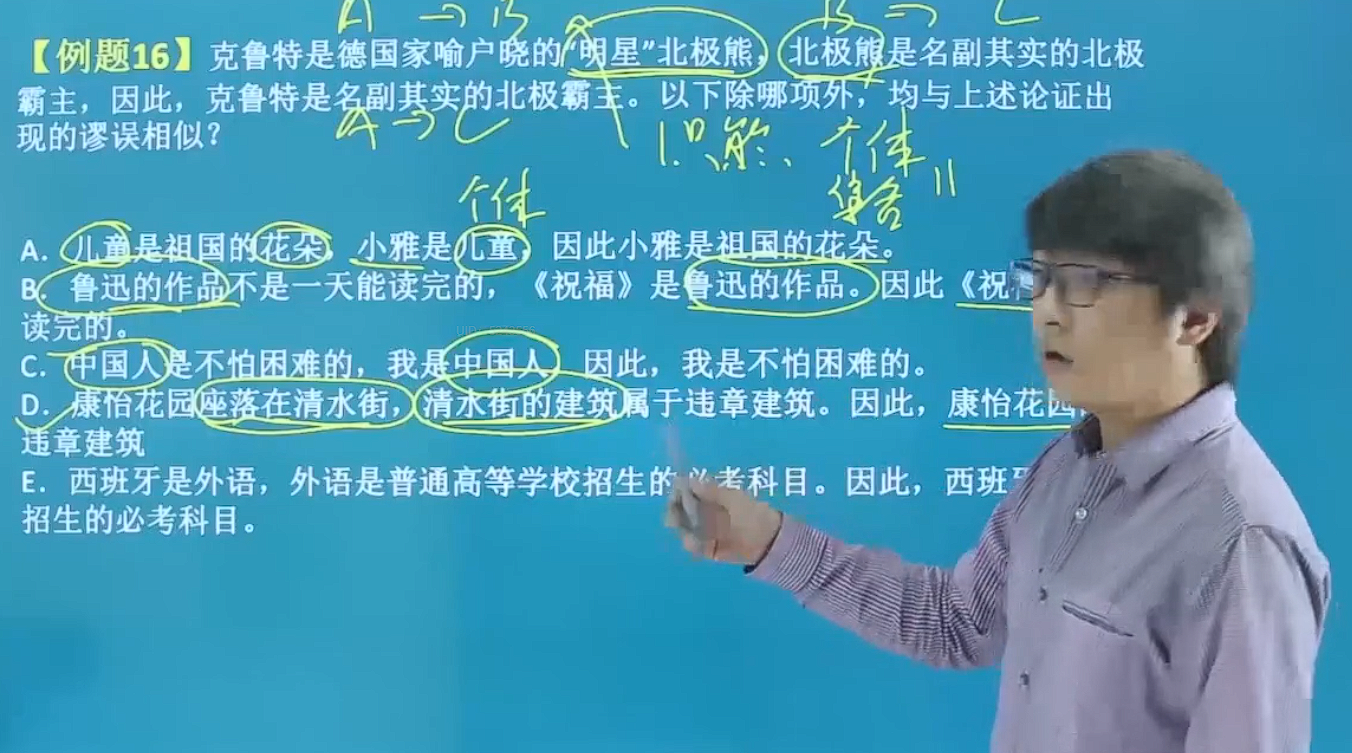 A → B B → C
【例题16】克鲁特是德国家喻户晓的“明星”北极熊，北极熊是名副其实的北极
霸主，因此，克鲁特是名副其实的北极霸主。以下除哪项外，均与上述论证出
现的谬误相似？
A → C
1. 个体
个体
集合
A．儿童是祖国的花朵，小雅是儿童，因此小雅是祖国的花朵。
B．鲁迅的作品不是一天能读完的，《祝福》是鲁迅的作品。因此《祝
读完的。
C．中国人是不怕困难的，我是中国人，因此，我是不怕困难的。
D．康怡花园座落在清水街，清水街的建筑属于违章建筑。因此，康怡花园
违章建筑
E．西班牙是外语，外语是普通高等学校招生的必考科目。因此，西班
招生的必考科目。